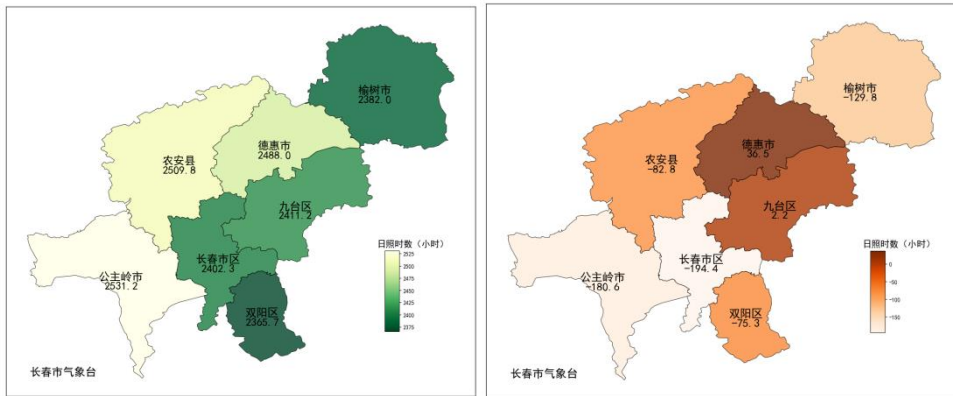 榆树市
2382.0
德惠市
2488.0
农安县
2509.8
九台区
2411.2
长春市区
2402.3
公主岭市
2531.2
双阳区
2365.7
日照时数（小时）
2525
2500
2475
2450
2425
2400
2375
长春市气象台
榆树市
-129.8
德惠市
36.5
农安县
-82.8
九台区
2.2
长春市区
-194.4
公主岭市
-180.6
双阳区
-75.3
日照时数（小时）
0
-50
-100
-150
长春市气象台